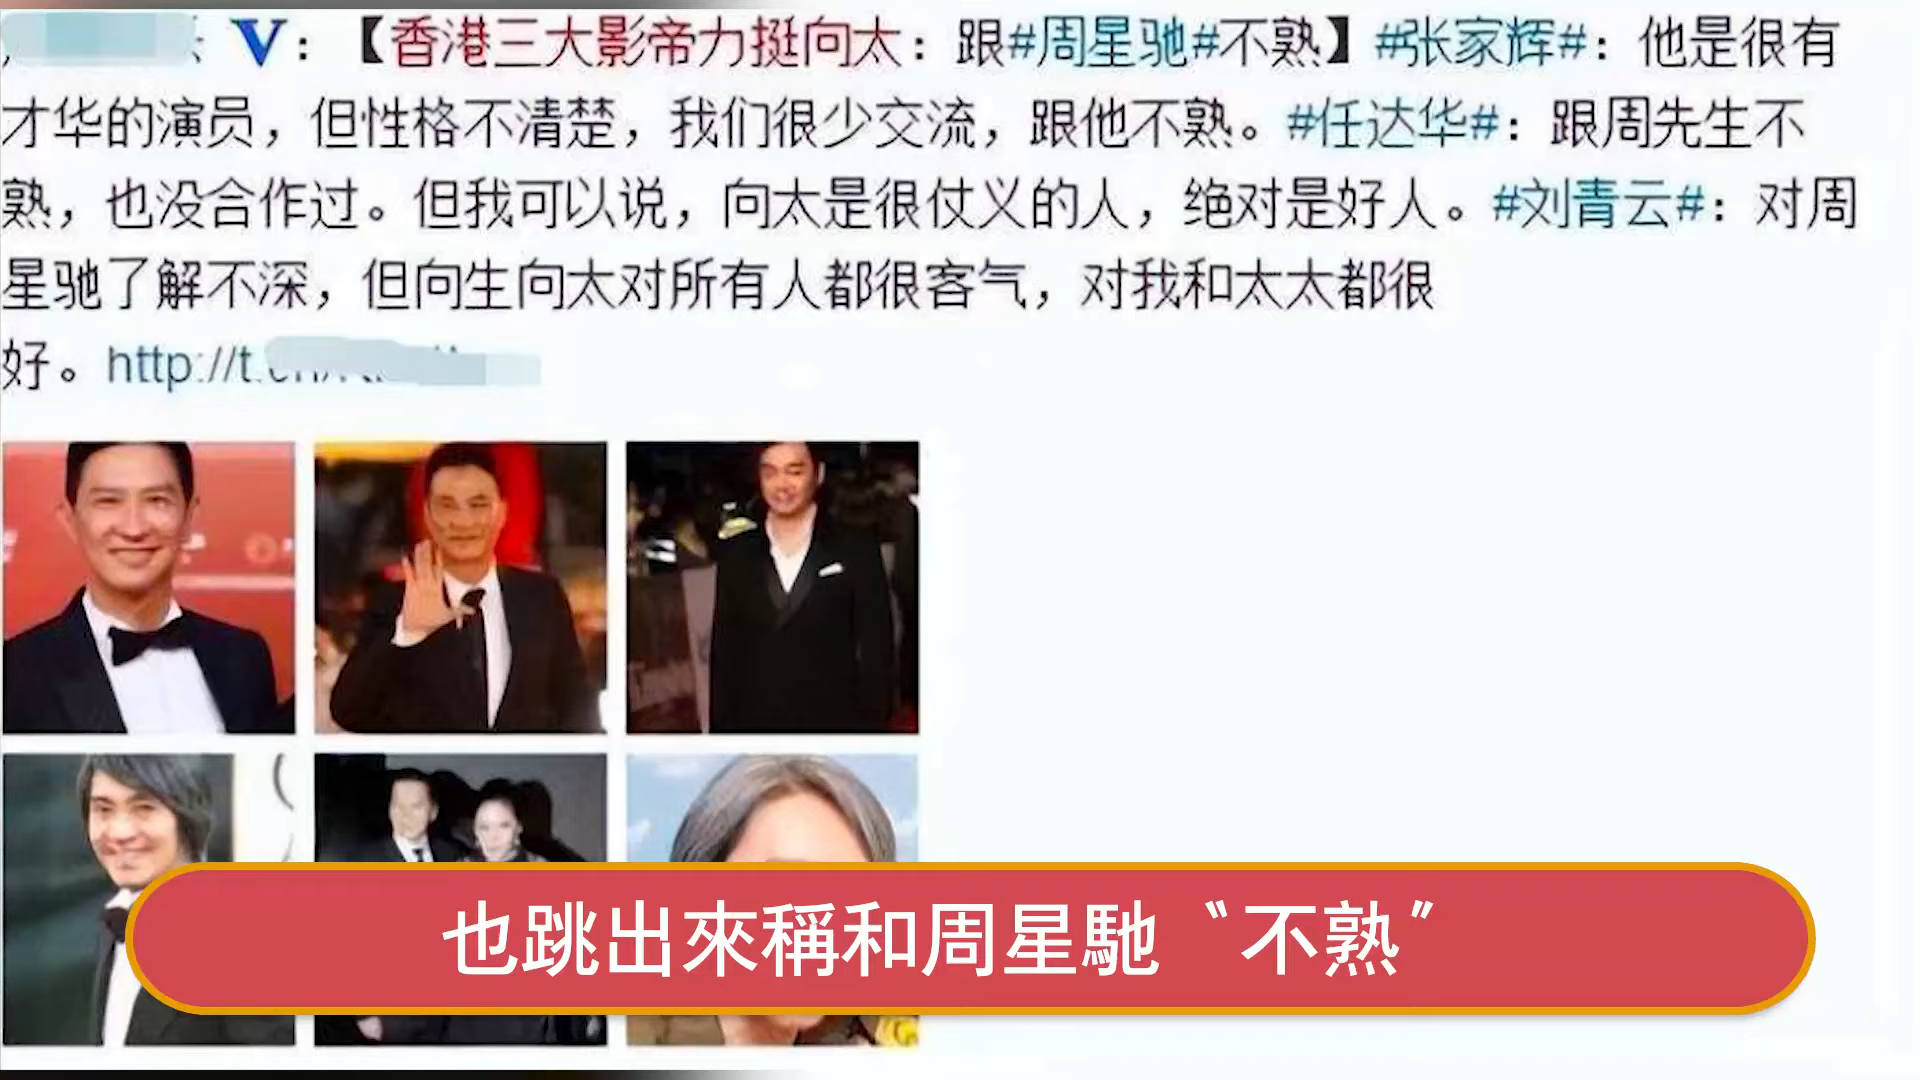 V：【香港三大影帝力挺向太：跟#周星驰#不熟】#张家辉#：他是很有
才华的演员，但性格不清楚，我们很少交流，跟他不熟。#任达华#：跟周先生不
熟，也没合作过。但我可以说，向太是很仗义的人，绝对是好人。#刘青云#：对周
星驰了解不深，但向生向太对所有人都很客气，对我和太太都很
好。http://t.
也跳出來稱和周星馳〝不熟〞